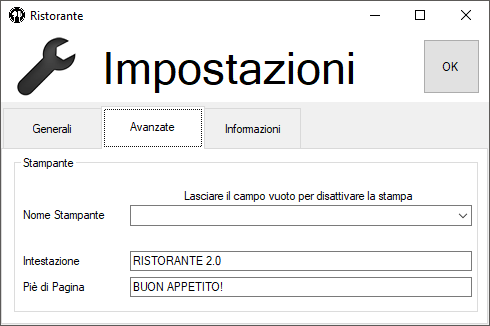 Ristorante
Impostazioni
OK
Generali
Avanzate
Informazioni
Stampante
Lasciare il campo vuoto per disattivare la stampa
Nome Stampante
Intestazione
RISTORANTE 2.0
Piè di Pagina
BUON APPETITO!